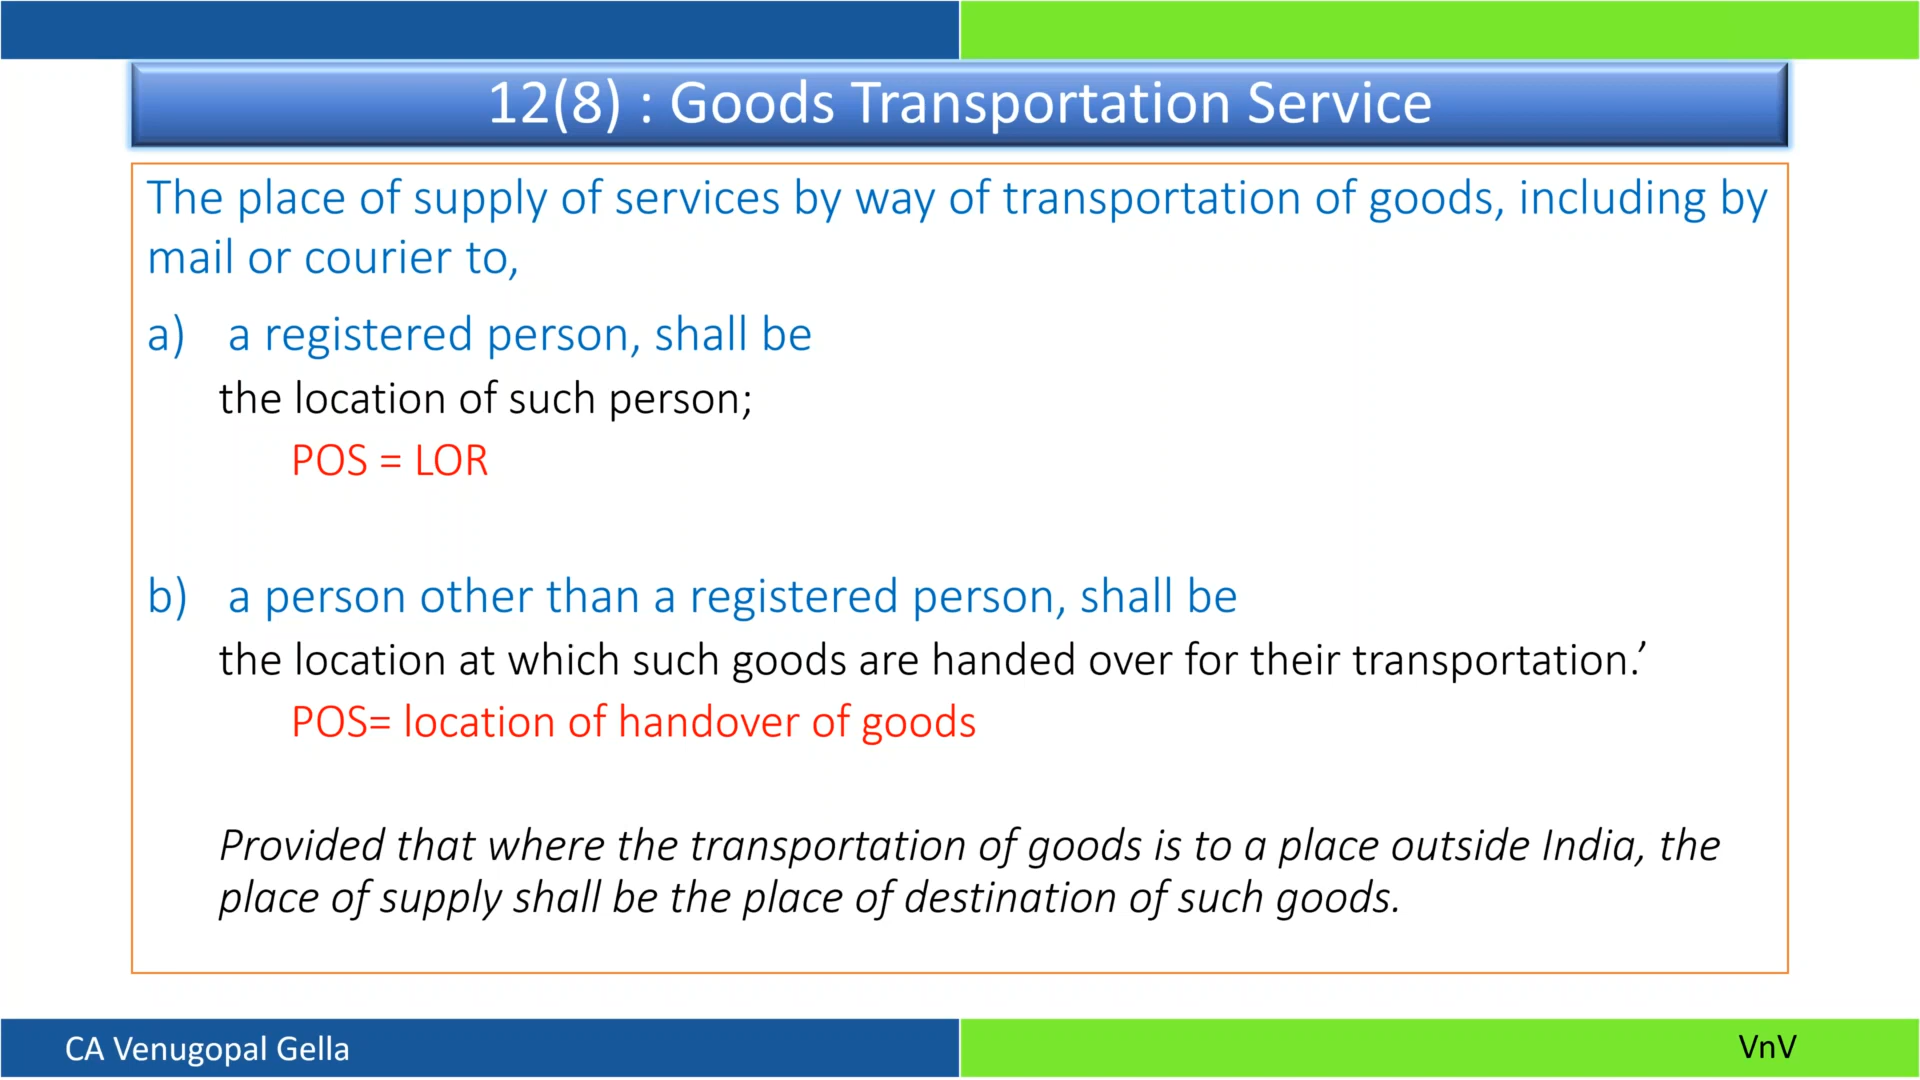 12(8) : Goods Transportation Service
The place of supply of services by way of transportation of goods, including by
mail or courier to,
a) a registered person, shall be
the location of such person;
POS = LOR
b) a person other than a registered person, shall be
the location at which such goods are handed over for their transportation.’
POS= location of handover of goods
Provided that where the transportation of goods is to a place outside India, the
place of supply shall be the place of destination of such goods.
CA Venugopal Gella
VnV